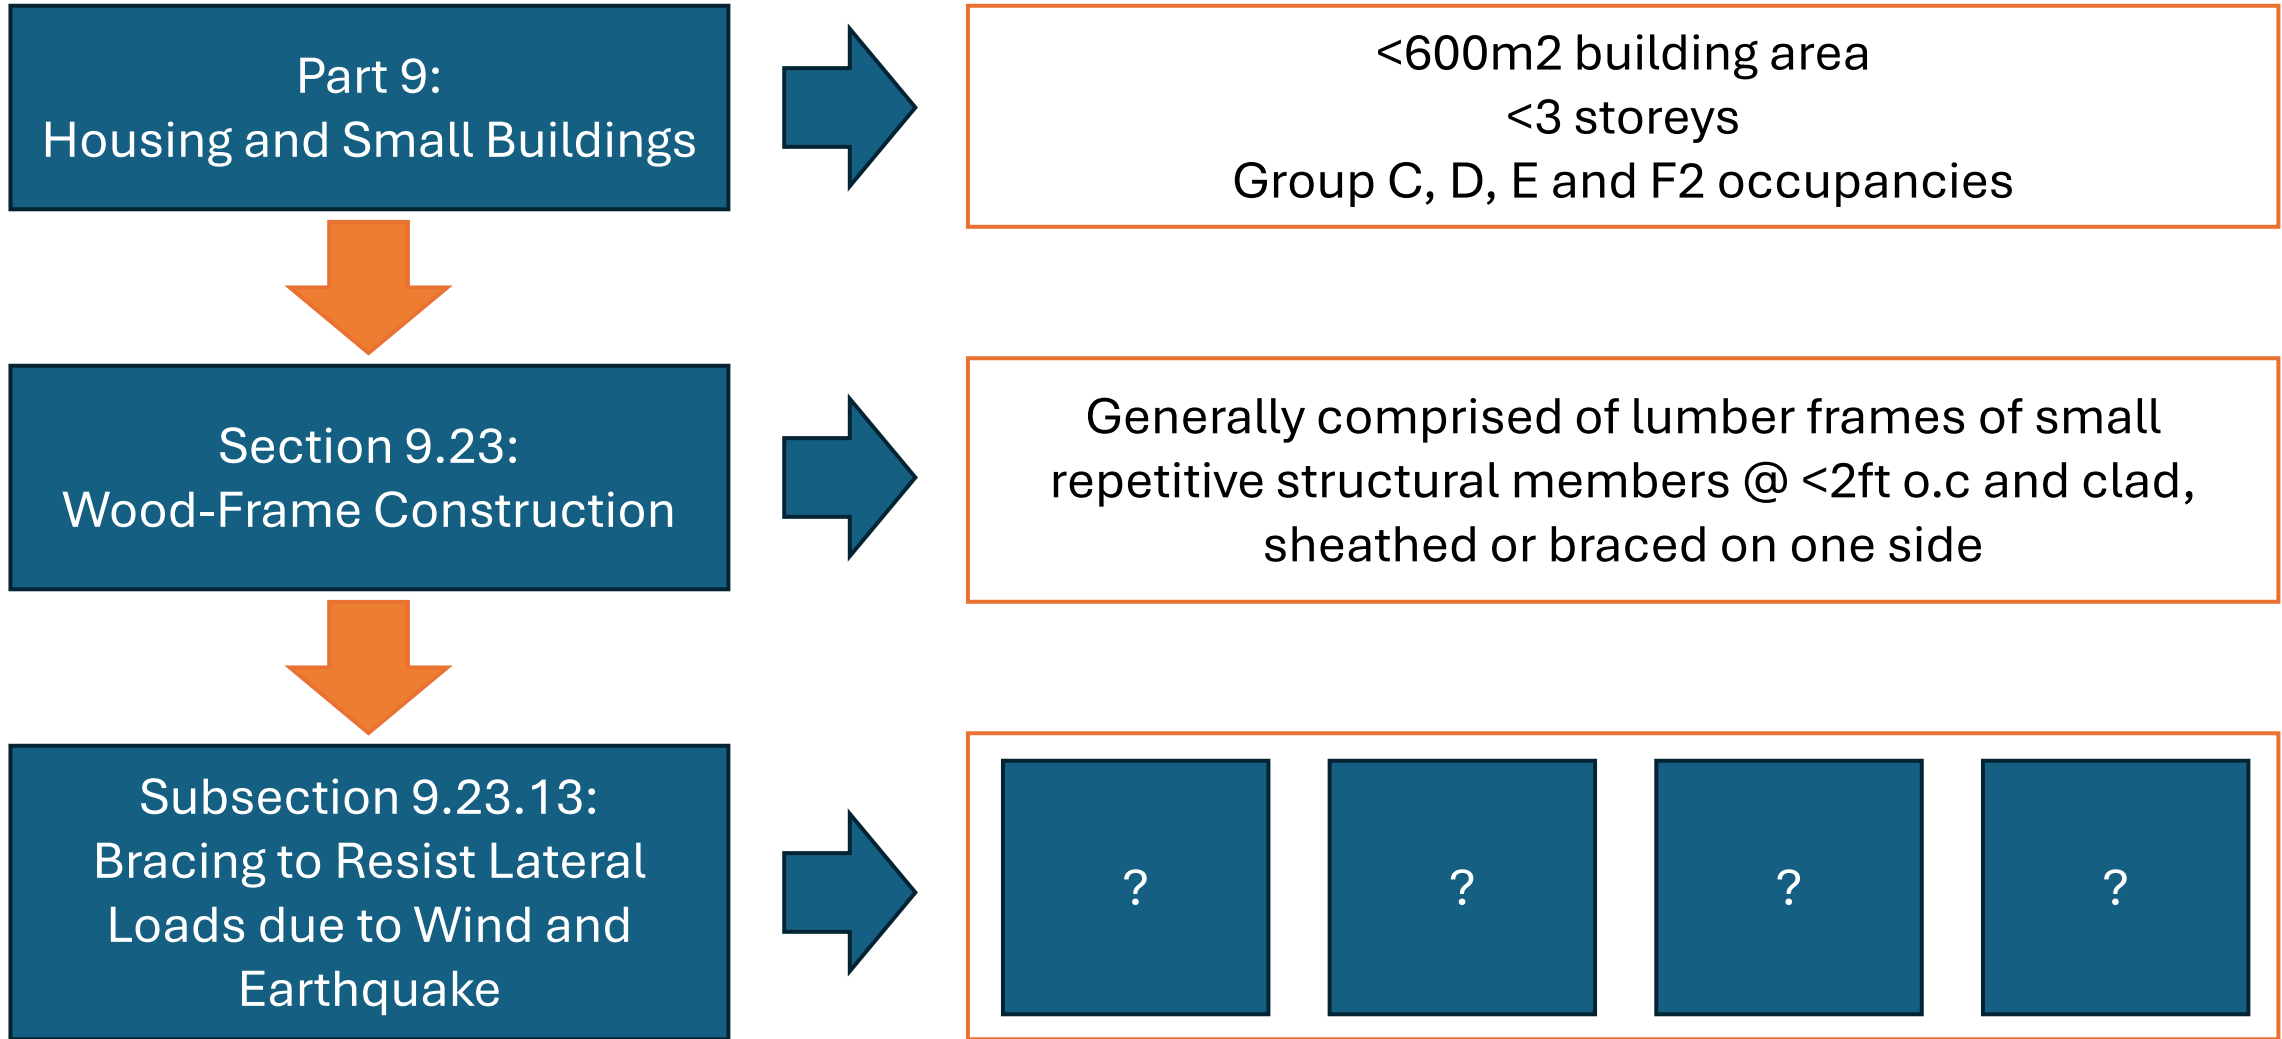 Part 9:
Housing and Small Buildings
<600m2 building area
<3 storeys
Group C, D, E and F2 occupancies
Section 9.23:
Wood-Frame Construction
Generally comprised of lumber frames of small
repetitive structural members @ <2ft o.c and clad,
sheathed or braced on one side
Subsection 9.23.13:
Bracing to Resist Lateral
Loads due to Wind and
Earthquake
?
?
?
?